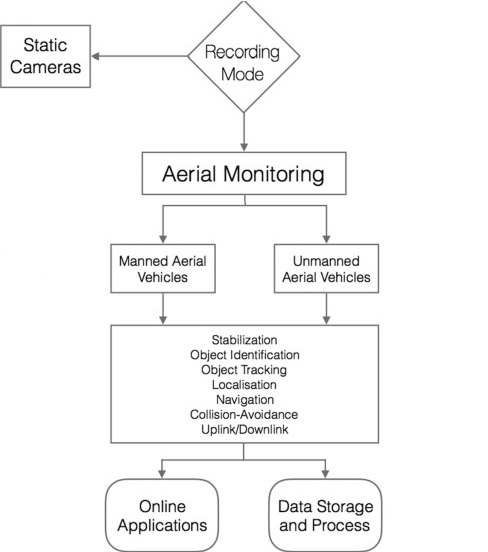 Static
Cameras
Recording
Mode
Aerial Monitoring
Manned Aerial
Vehicles
Unmanned
Aerial Vehicles
Stabilization
Object Identification
Object Tracking
Localisation
Navigation
Collision-Avoidance
Uplink/Downlink
Online
Applications
Data Storage
and Process